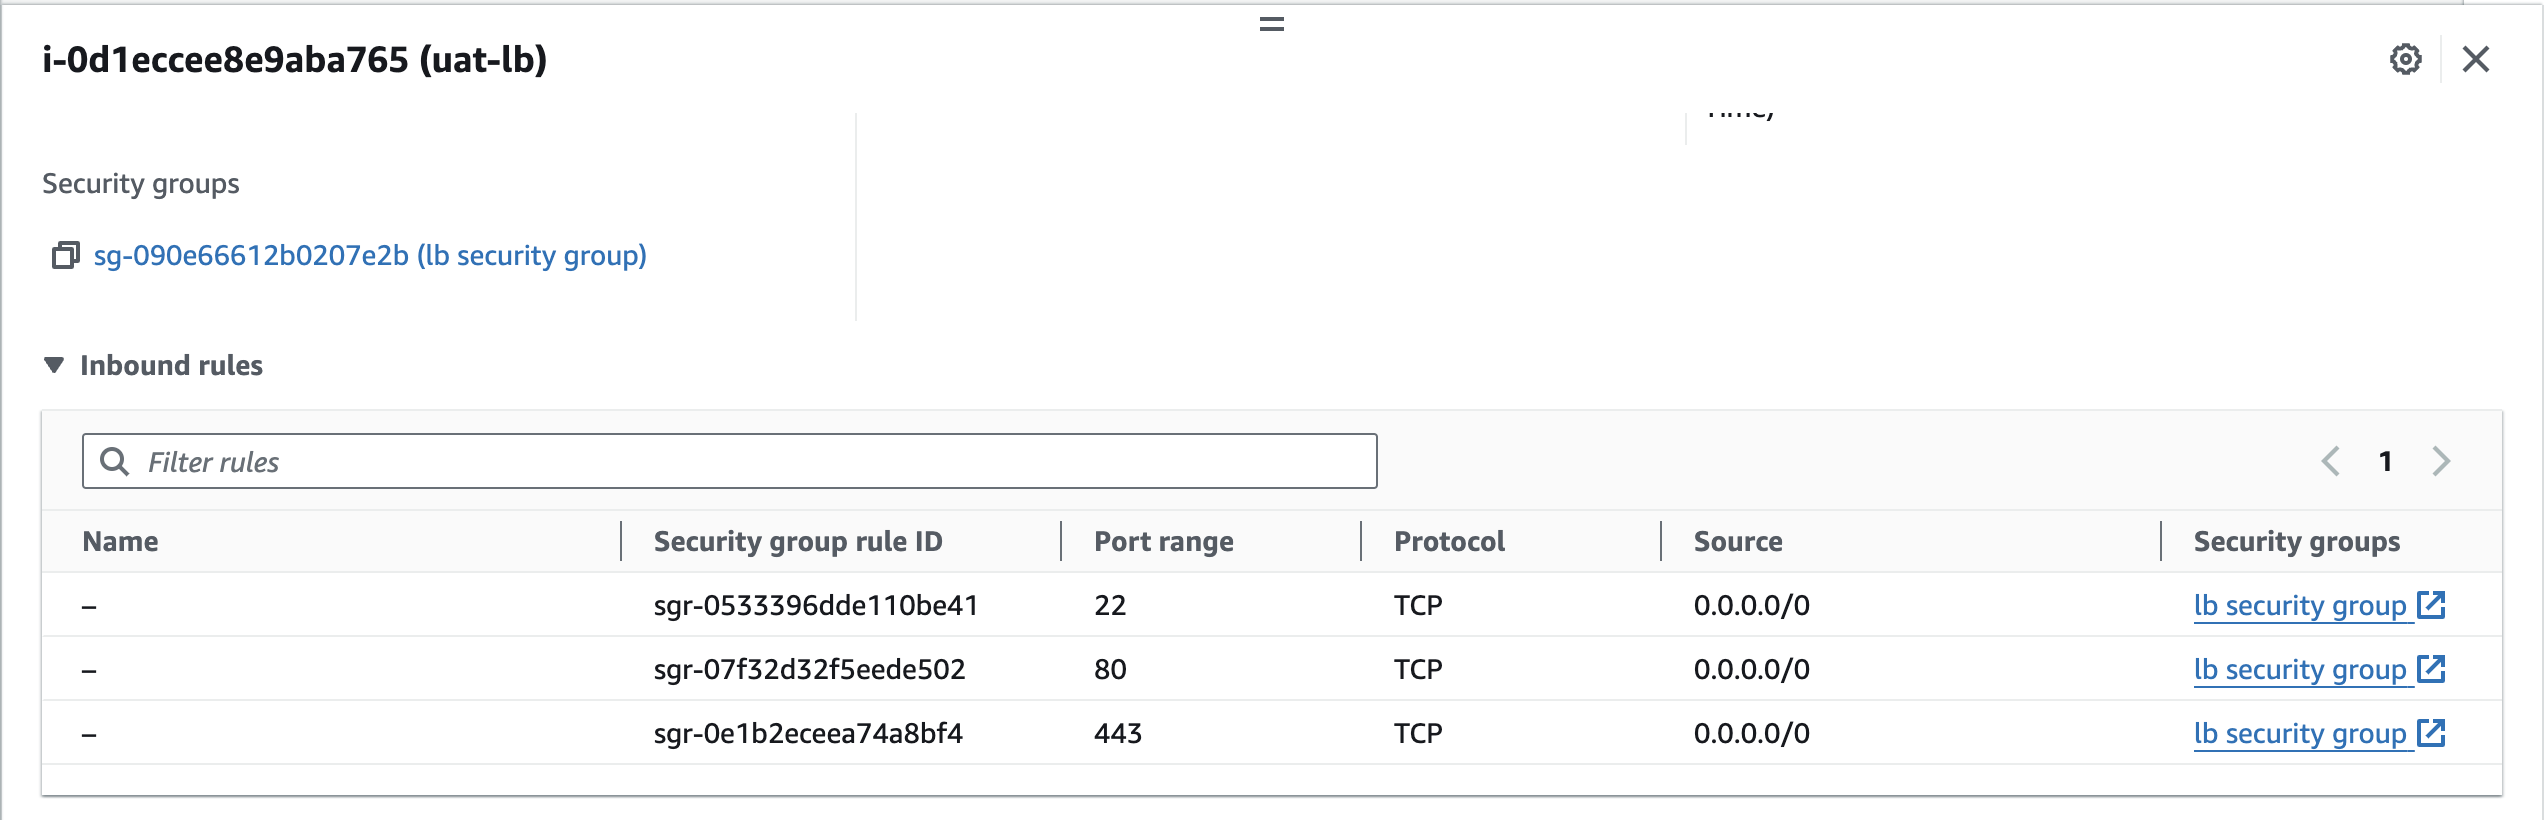 i-0d1eccee8e9aba765 (uat-lb)
Time)
Security groups
sg-090e66612b0207e2b (lb security group)
Inbound rules
Filter rules
1
Name Security group rule ID Port range Protocol Source Security groups
– sgr-0533396dde110be41 22 TCP 0.0.0.0/0 lb security group
– sgr-07f32d32f5eede502 80 TCP 0.0.0.0/0 lb security group
– sgr-0e1b2eceea74a8bf4 443 TCP 0.0.0.0/0 lb security group